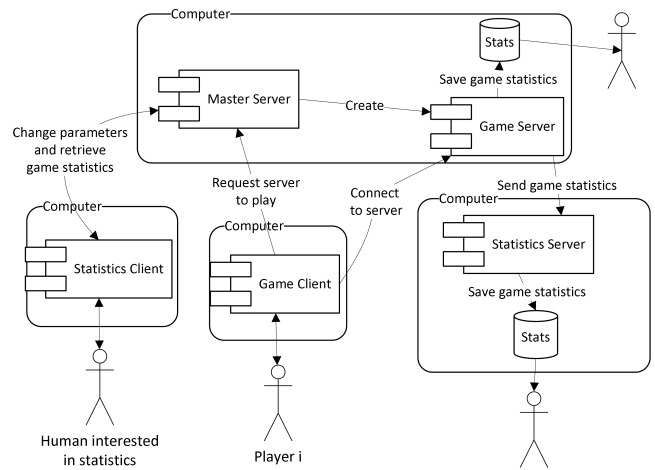 Computer
Stats
Save game statistics
Master Server
Create
Game Server
Change parameters
and retrieve
game statistics
Request server
to play
Connect
to server
Send game statistics
Computer
Statistics Client
Computer
Game Client
Computer
Statistics Server
Save game statistics
Stats
Human interested
in statistics
Player i